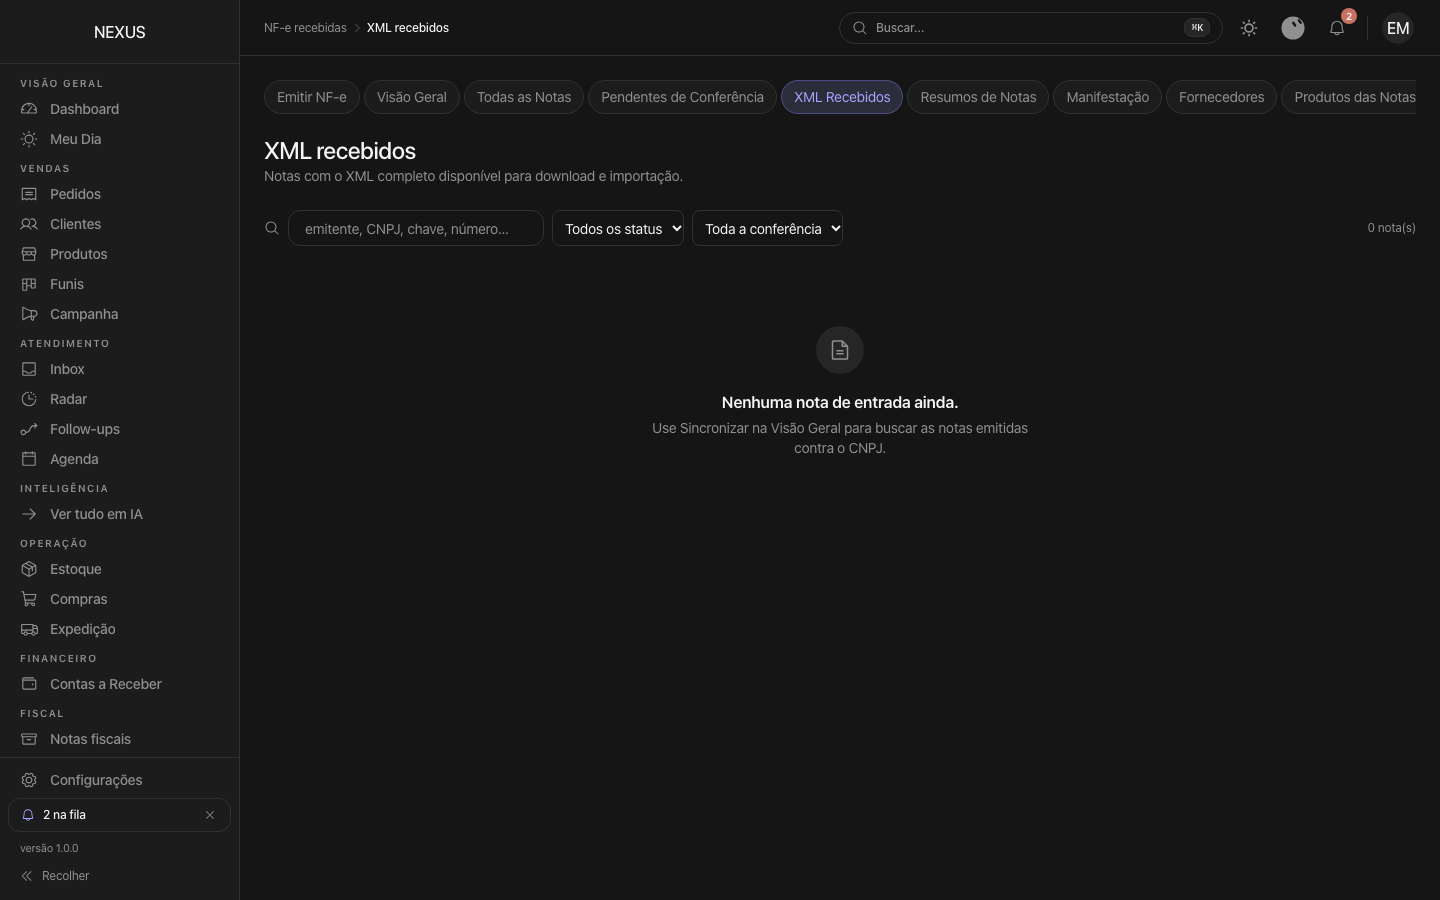 NEXUS
NF-e recebidas
XML recebidos
Buscar...
⌘K
2
EM
VISÃO GERAL
Dashboard
Meu Dia
VENDAS
Pedidos
Clientes
Produtos
Funis
Campanha
ATENDIMENTO
Inbox
Radar
Follow-ups
Agenda
INTELIGÊNCIA
Ver tudo em IA
OPERAÇÃO
Estoque
Compras
Expedição
FINANCEIRO
Contas a Receber
FISCAL
Notas fiscais
Configurações
2 na fila
versão 1.0.0
Recolher
Emitir NF-e
Visão Geral
Todas as Notas
Pendentes de Conferência
XML Recebidos
Resumos de Notas
Manifestação
Fornecedores
Produtos das Notas
XML recebidos
Notas com o XML completo disponível para download e importação.
emitente, CNPJ, chave, número...
Todos os status
Toda a conferência
0 nota(s)
Nenhuma nota de entrada ainda.
Use Sincronizar na Visão Geral para buscar as notas emitidas
contra o CNPJ.